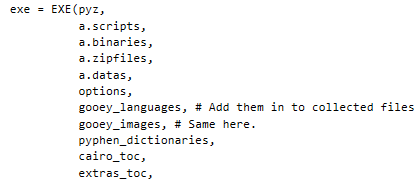 exe = EXE(pyz,
a.scripts,
a.binaries,
a.zipfiles,
a.datas,
options,
gooey_languages, # Add them in to collected files
gooey_images, # Same here.
pyphen_dictionaries,
cairo_toc,
extras_toc,